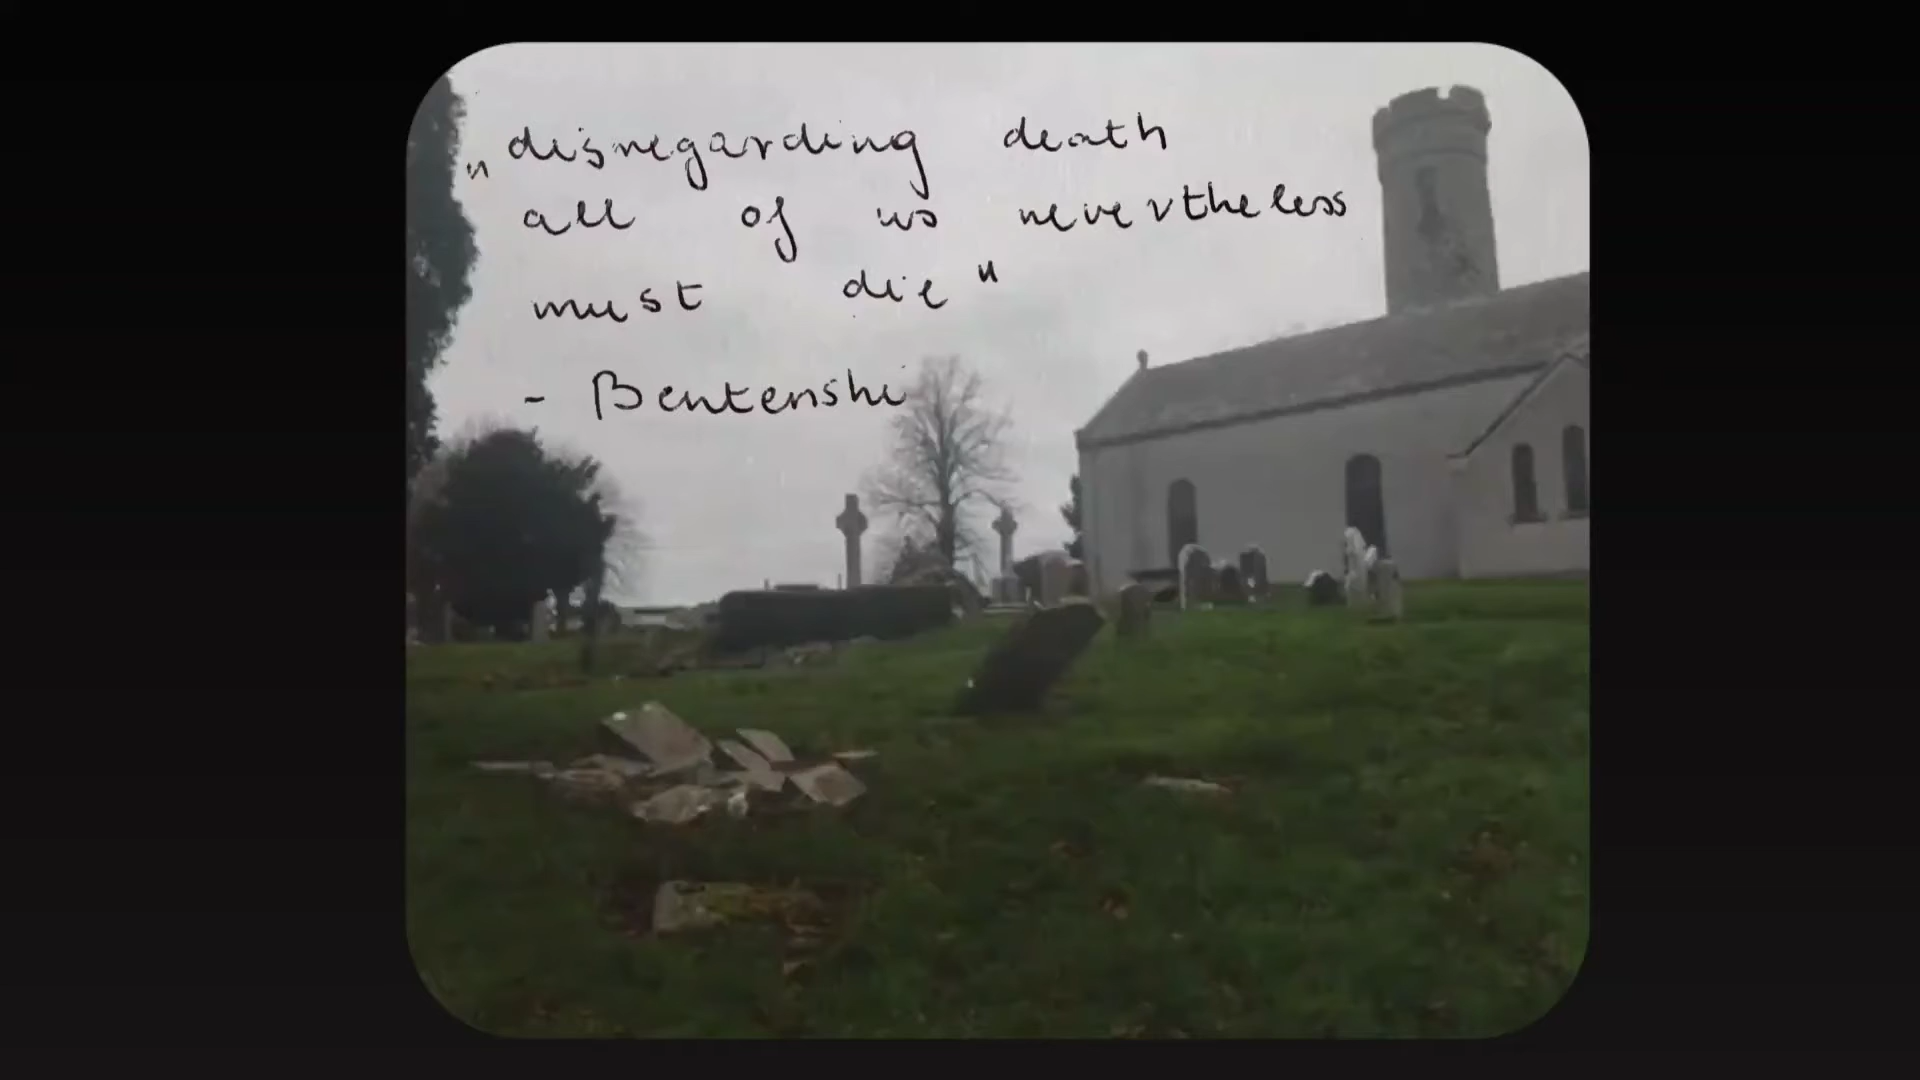 „disregarding death
all of us nevertheless
must die"
- Bentenshi